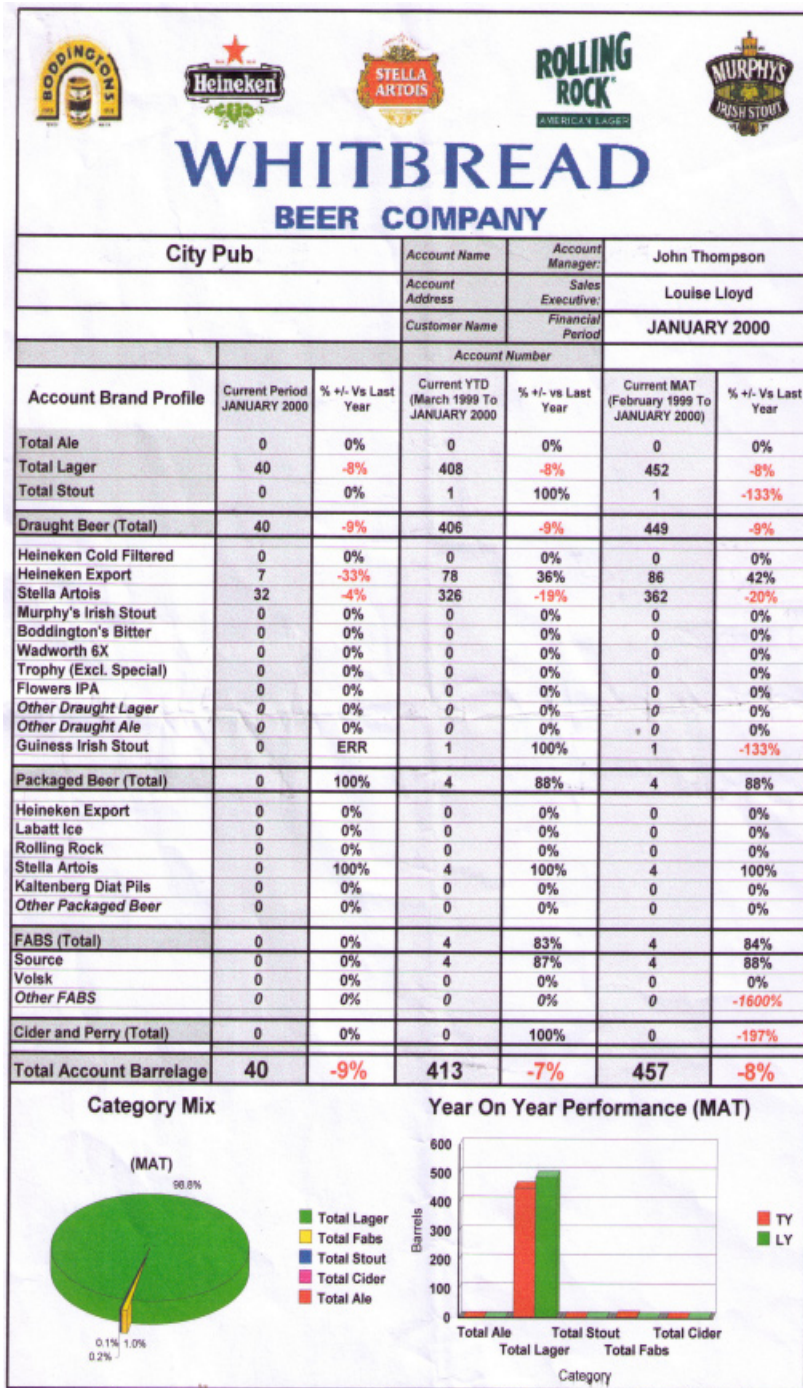 BODDINGTONS
Heineken
STELLA
ARTOIS
ROLLING
ROCK
AMERICAN LAGER
MURPHY'S
IRISH STOUT
WHITBREAD
BEER COMPANY
City Pub Account Name Account Manager: John Thompson
Account Address Sales Executive: Louise Lloyd
Customer Name Financial Period JANUARY 2000
Account Number
Account Brand Profile Current Period JANUARY 2000 % +/- Vs Last Year Current YTD (March 1999 To JANUARY 2000 % +/- vs Last Year Current MAT (February 1999 To JANUARY 2000) % +/- Vs Last Year
Total Ale 0 0% 0 0% 0 0%
Total Lager 40 -8% 408 -8% 452 -8%
Total Stout 0 0% 1 100% 1 -133%
Draught Beer (Total) 40 -9% 406 -9% 449 -9%
Heineken Cold Filtered 0 0% 0 0% 0 0%
Heineken Export 7 -33% 78 36% 86 42%
Stella Artois 32 -4% 326 -19% 362 -20%
Murphy's Irish Stout 0 0% 0 0% 0 0%
Boddington's Bitter 0 0% 0 0% 0 0%
Wadworth 6X 0 0% 0 0% 0 0%
Trophy (Excl. Special) 0 0% 0 0% 0 0%
Flowers IPA 0 0% 0 0% 0 0%
Other Draught Lager 0 0% 0 0% 0 0%
Other Draught Ale 0 0% 0 0% 0 0%
Guiness Irish Stout 0 ERR 1 100% 1 -133%
Packaged Beer (Total) 0 100% 4 88% 4 88%
Heineken Export 0 0% 0 0% 0 0%
Labatt Ice 0 0% 0 0% 0 0%
Rolling Rock 0 0% 0 0% 0 0%
Stella Artois 0 100% 4 100% 4 100%
Kaltenberg Diat Pils 0 0% 0 0% 0 0%
Other Packaged Beer 0 0% 0 0% 0 0%
FABS (Total) 0 0% 4 83% 4 84%
Source 0 0% 4 87% 4 88%
Volsk 0 0% 0 0% 0 0%
Other FABS 0 0% 0 0% 0 -1600%
Cider and Perry (Total) 0 0% 0 100% 0 -197%
Total Account Barrelage 40 -9% 413 -7% 457 -8%
Category Mix
(MAT)
98.8%
0.1% 1.0%
0.2%
Total Lager
Total Fabs
Total Stout
Total Cider
Total Ale
Year On Year Performance (MAT)
Barrels
600
500
400
300
200
100
0
Total Ale Total Stout Total Cider
Total Lager Total Fabs
Category
TY
LY